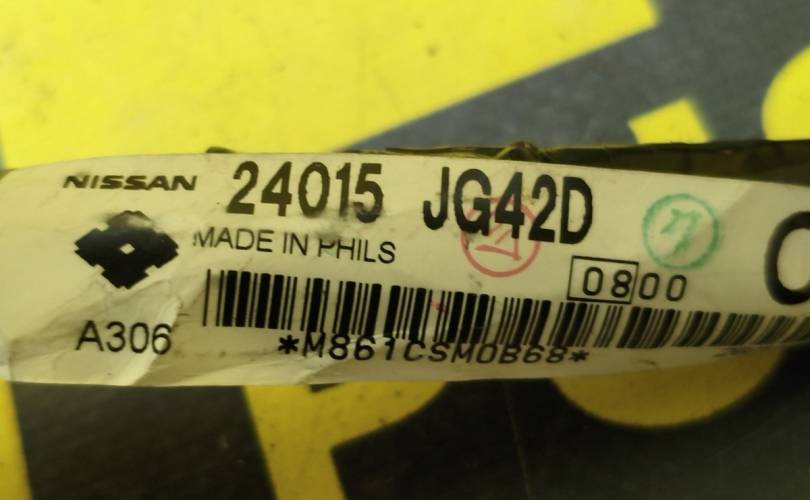 NISSAN 24015 JG42D
MADE IN PHILS
0800
A306
*M861CSM0B68*